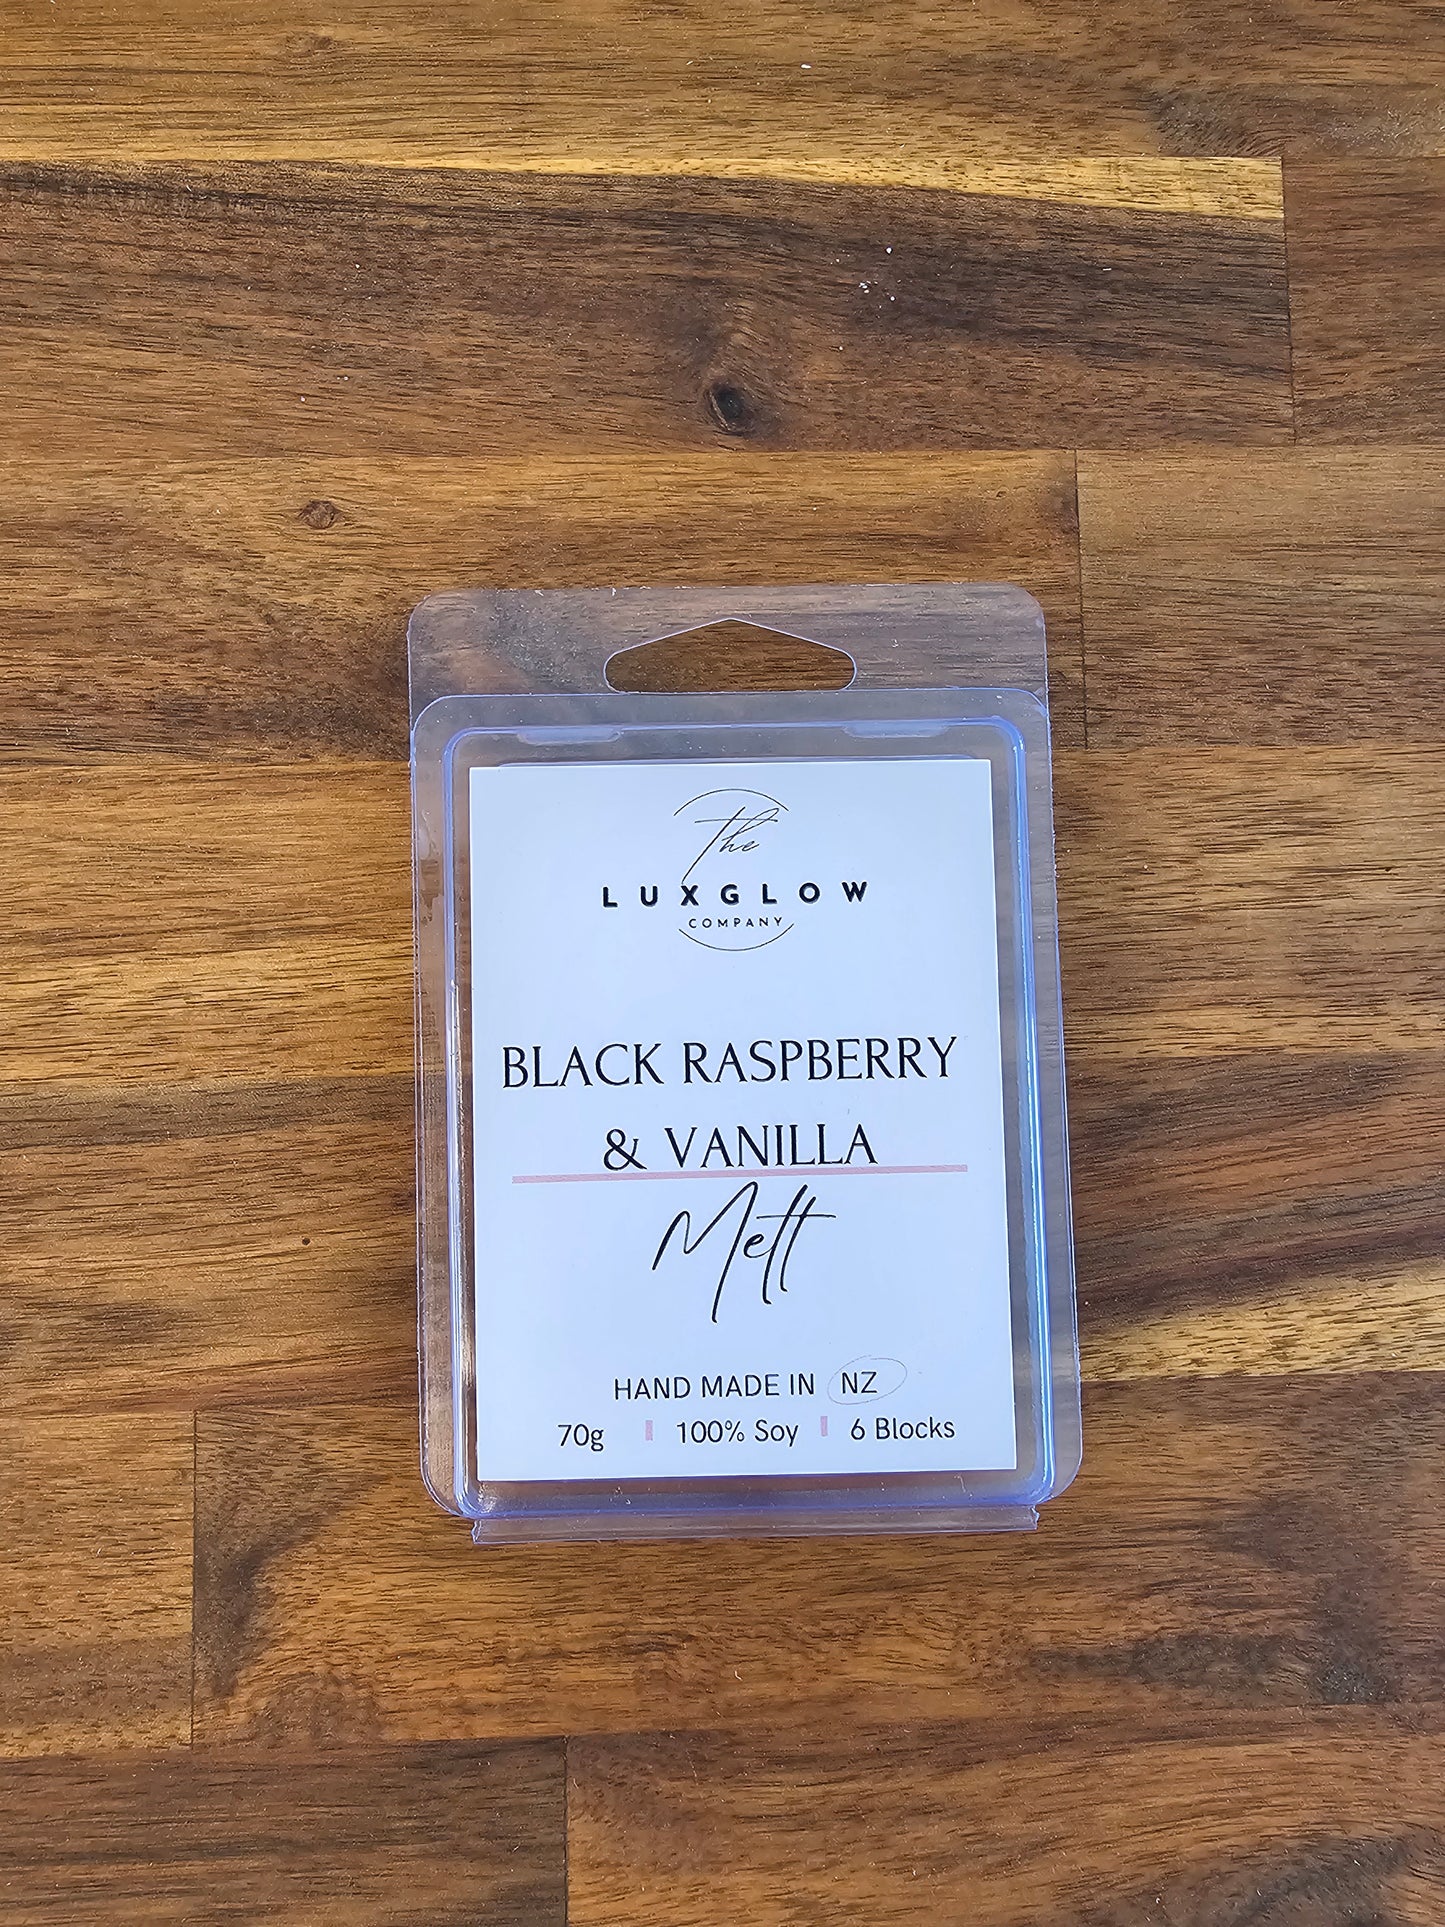 The
LUXGLOW
COMPANY
BLACK RASPBERRY
& VANILLA
Melt
HAND MADE IN NZ
70g 100% Soy 6 Blocks